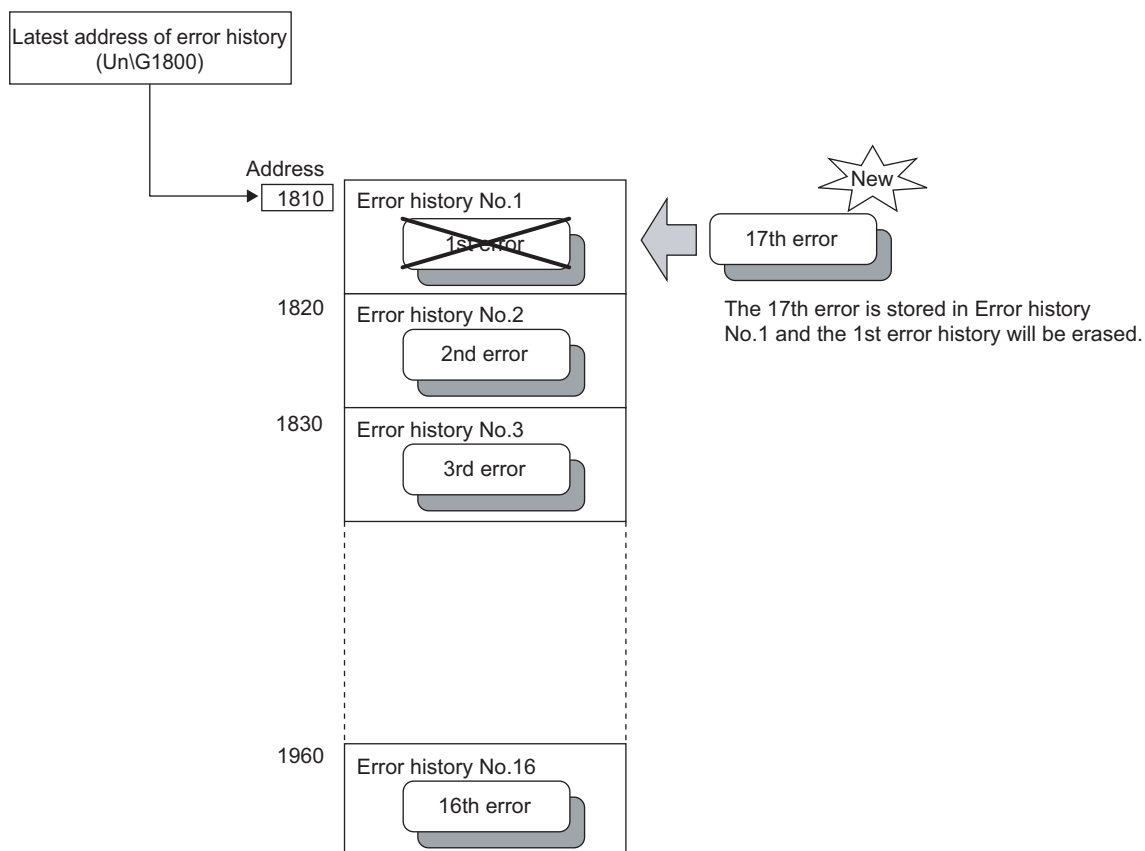 Latest address of error history
(Un\G1800)
Address
1810
Error history No.1
1st error
New
17th error
The 17th error is stored in Error history
No.1 and the 1st error history will be erased.
1820
Error history No.2
2nd error
1830
Error history No.3
3rd error
1960
Error history No.16
16th error